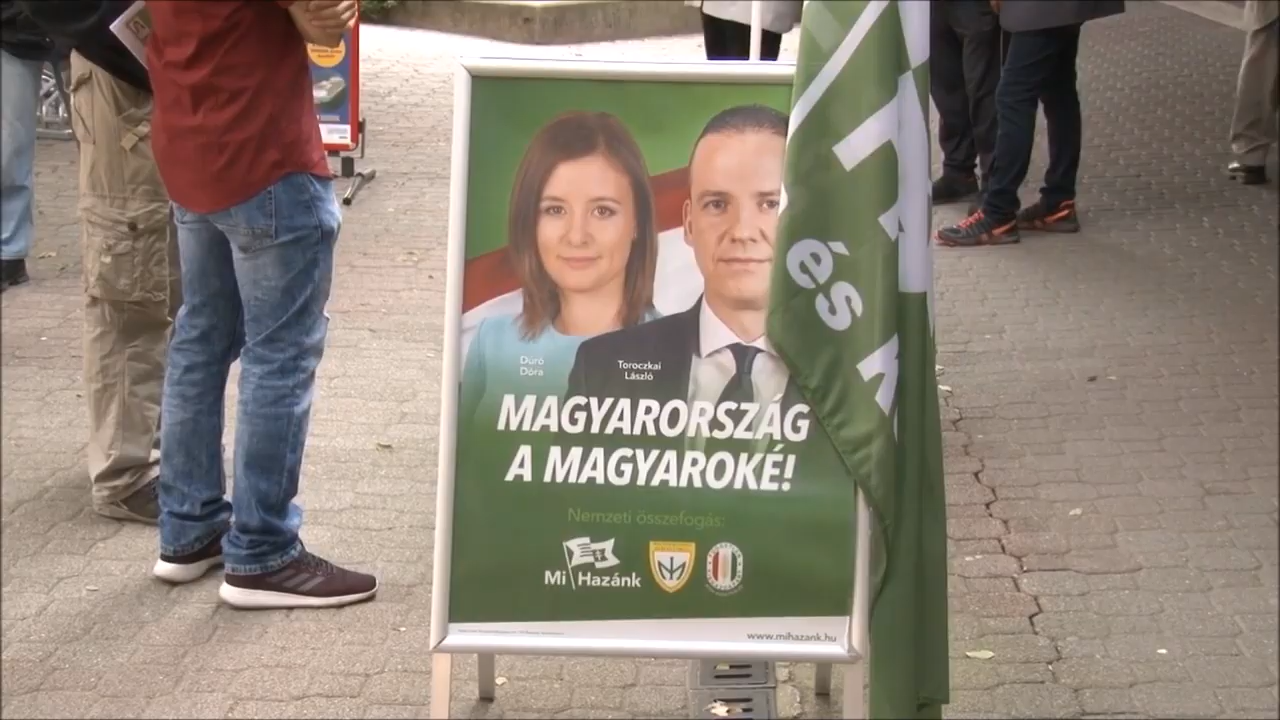 és
Dúró
Dóra
Toroczkai
László
MAGYARORSZÁG
A MAGYAROKÉ!
Nemzeti összefogás:
Mi Hazánk
www.mihazank.hu